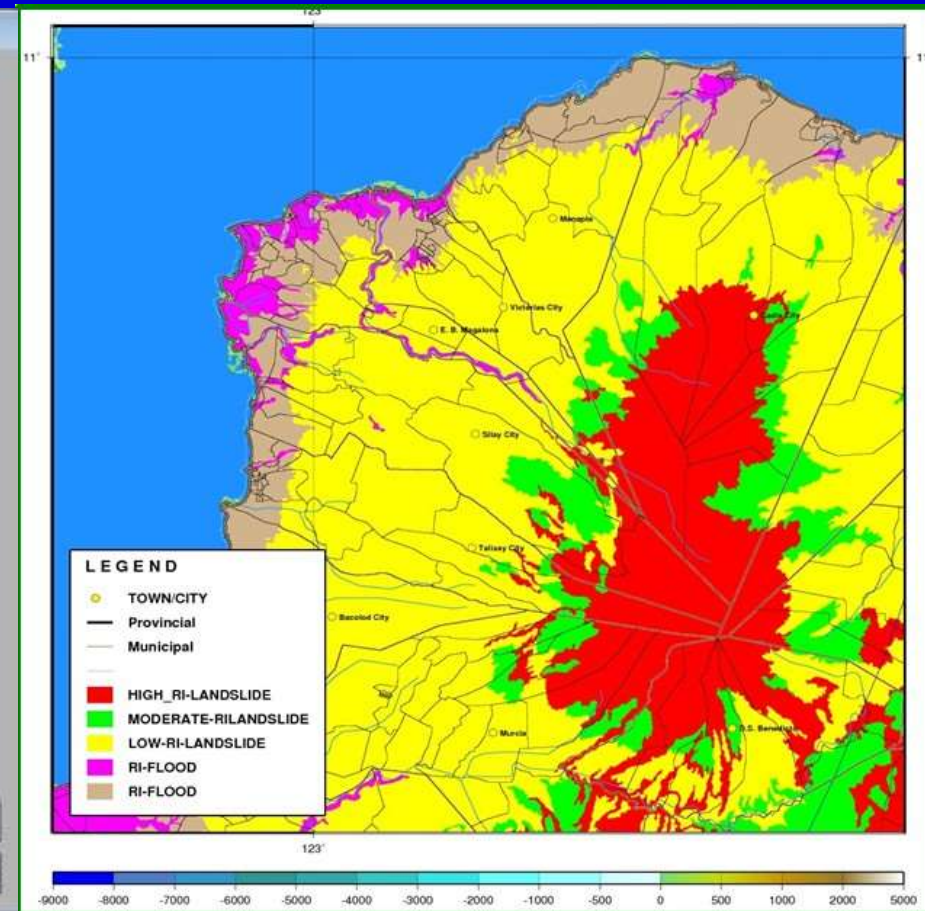 123°
11°
11
Manapla
Victorias City
Cadiz City
E. B. Magalona
Silay City
Talisay City
Bacolod City
Murcia
D.S. Benedicto
LEGEND
TOWN/CITY
Provincial
Municipal
HIGH_RI-LANDSLIDE
MODERATE-RILANDSLIDE
LOW-RI-LANDSLIDE
RI-FLOOD
RI-FLOOD
123°
-9000 -8000 -7000 -6000 -5000 -4000 -3000 -2000 -1000 -500 0 500 1000 2000 5000